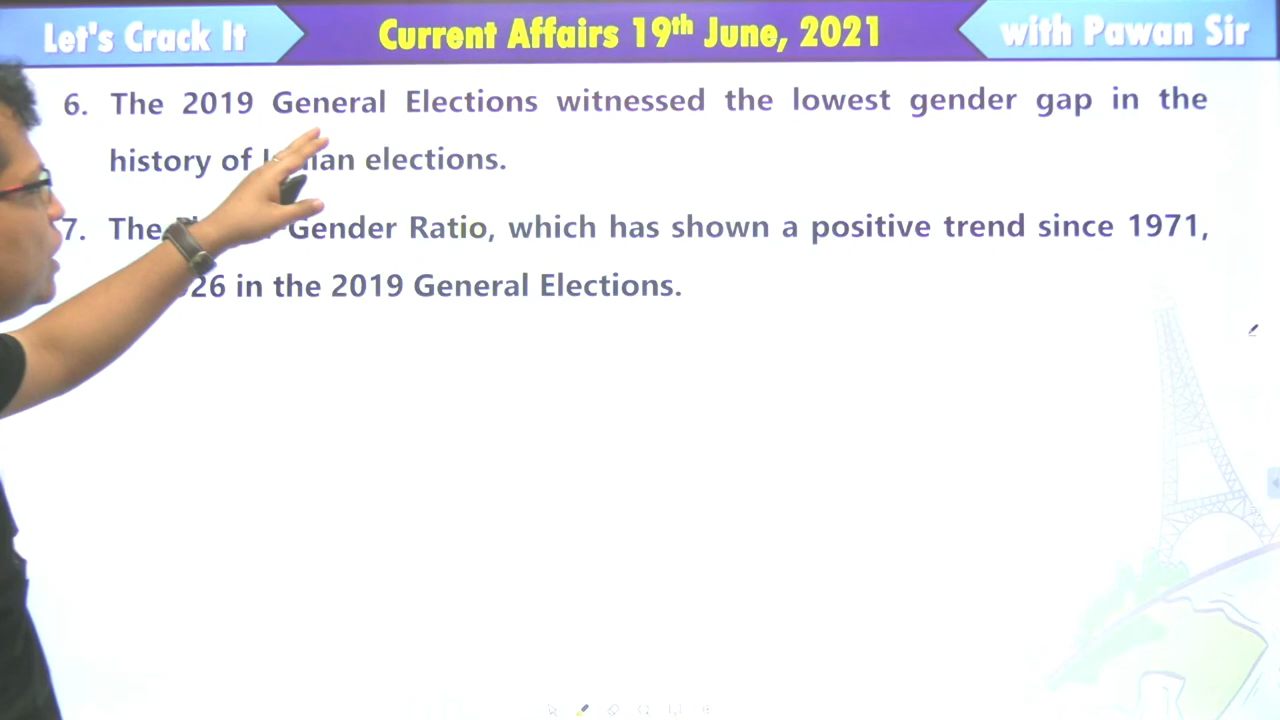 Let's Crack It
Current Affairs 19th June, 2021
with Pawan Sir
6. The 2019 General Elections witnessed the lowest gender gap in the
history of elections.
7. The Gender Ratio, which has shown a positive trend since 1971,
26 in the 2019 General Elections.